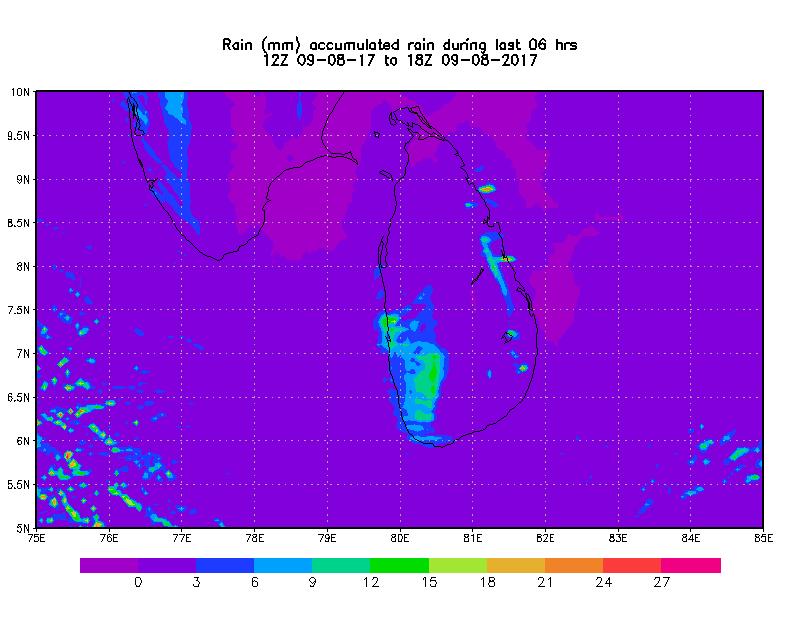 Rain (mm) accumulated rain during last 06 hrs
12Z 09-08-17 to 18Z 09-08-2017
10N
9.5N
9N
8.5N
8N
7.5N
7N
6.5N
6N
5.5N
5N
75E 76E 77E 78E 79E 80E 81E 82E 83E 84E 85E
0 3 6 9 12 15 18 21 24 27